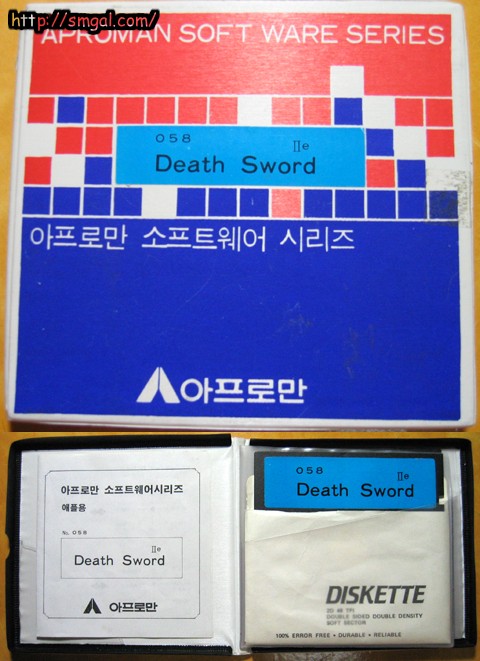 http://smgal.com/
APROMAN SOFT WARE SERIES
058 ][e
Death Sword
아프로만 소프트웨어 시리즈
아프로만
아프로만 소프트웨어시리즈
애플용
No. 058
][e
Death Sword
아프로만
058 ][e
Death Sword
DISKETTE
2D 48 TPI
DOUBLE SIDED DOUBLE DENSITY
SOFT SECTOR
100% ERROR FREE • DURABLE • RELIABLE